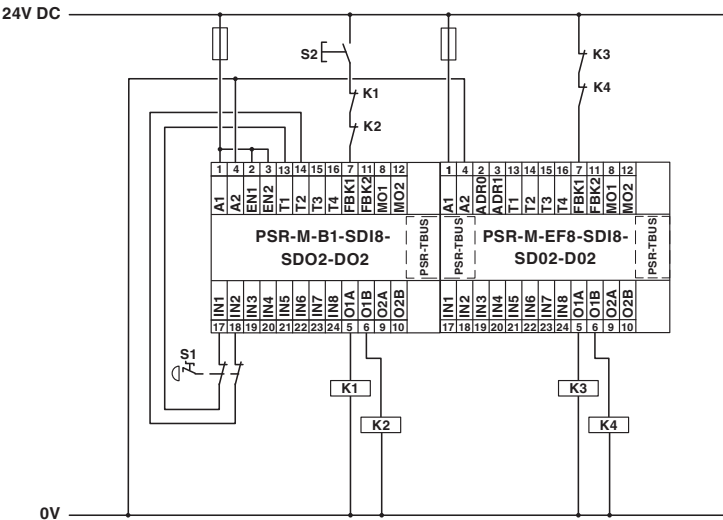 24V DC
S2
K1
K2
K3
K4
1 4 2 3 13 14 15 16 7 11 8 12
A1 A2 EN1 EN2 T1 T2 T3 T4 FBK1 FBK2 MO1 MO2
1 4 2 3 13 14 15 16 7 11 8 12
A1 A2 ADR0 ADR1 T1 T2 T3 T4 FBK1 FBK2 MO1 MO2
PSR-M-B1-SDI8-
SDO2-DO2
PSR-TBUS
PSR-TBUS
PSR-M-EF8-SDI8-
SD02-D02
PSR-TBUS
IN1 IN2 IN3 IN4 IN5 IN6 IN7 IN8 O1A O1B O2A O2B
17 18 19 20 21 22 23 24 5 6 9 10
IN1 IN2 IN3 IN4 IN5 IN6 IN7 IN8 O1A O1B O2A O2B
17 18 19 20 21 22 23 24 5 6 9 10
S1
K1
K2
K3
K4
0V